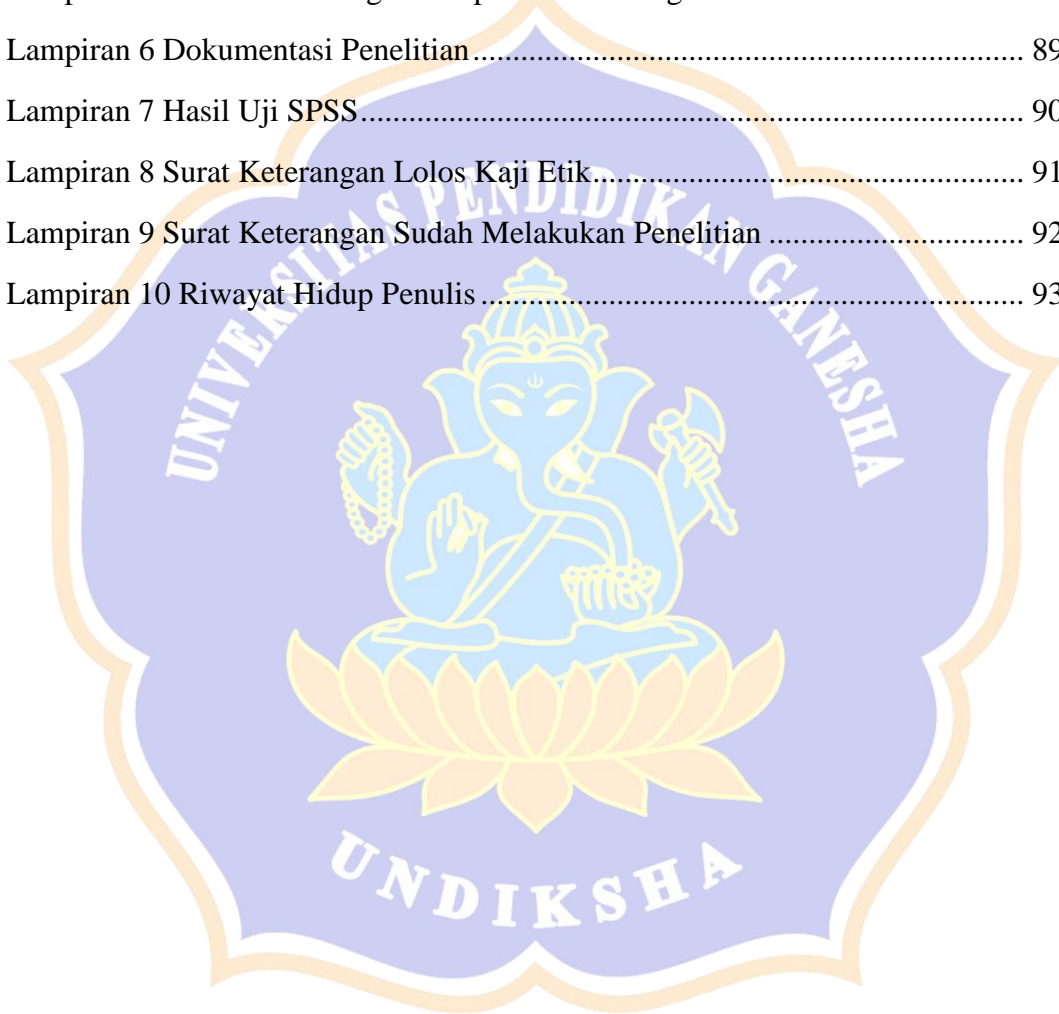 Lampiran 6 Dokumentasi Penelitian.................................................................... 89
Lampiran 7 Hasil Uji SPSS.................................................................................. 90
Lampiran 8 Surat Keterangan Lolos Kaji Etik..................................................... 91
Lampiran 9 Surat Keterangan Sudah Melakukan Penelitian ............................... 92
Lampiran 10 Riwayat Hidup Penulis ................................................................... 93
UNIVERSITAS PENDIDIKAN GANESHA
UNDIKSHA